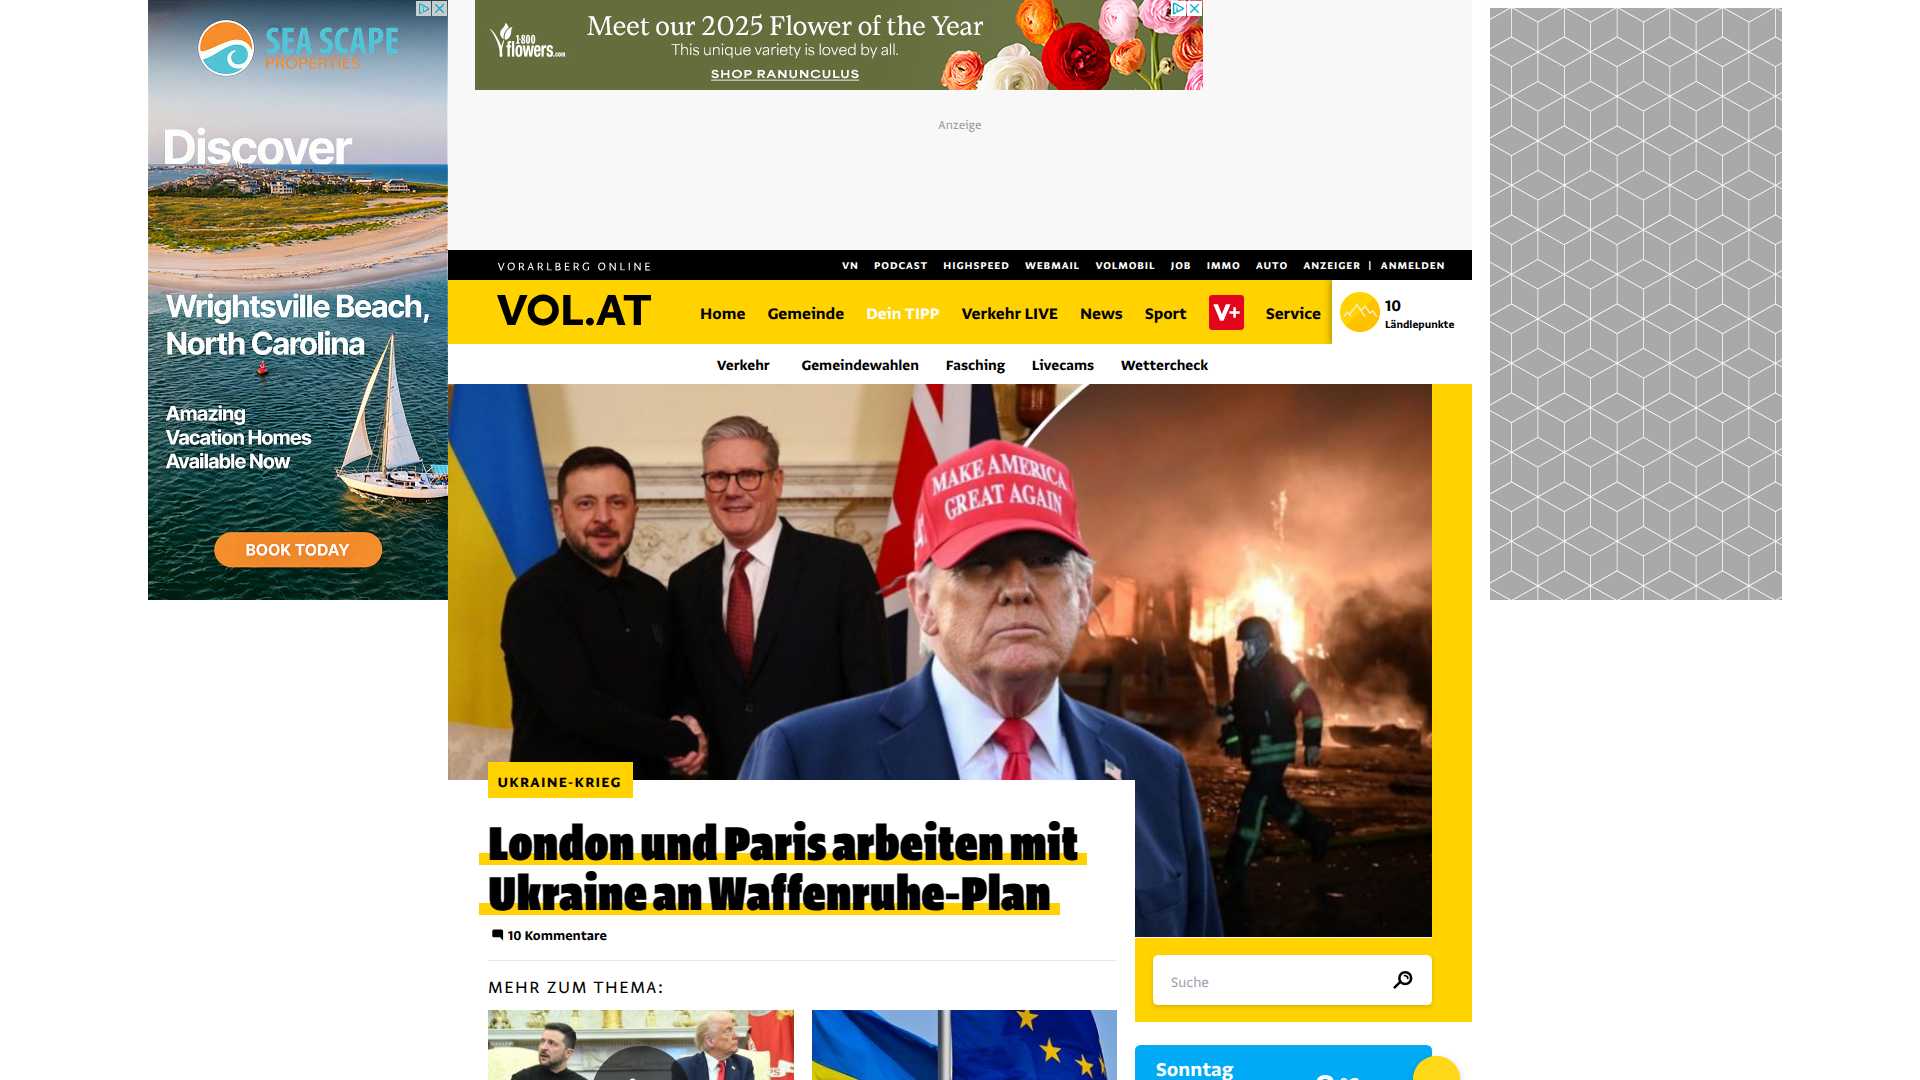 SEA SCAPE
PROPERTIES
Discover
Wrightsville Beach,
North Carolina
Amazing
Vacation Homes
Available Now
BOOK TODAY
1-800
flowers.com
Meet our 2025 Flower of the Year
This unique variety is loved by all.
SHOP RANUNCULUS
Anzeige
VORARLBERG ONLINE
VN PODCAST HIGHSPEED WEBMAIL VOLMOBIL JOB IMMO AUTO ANZEIGER | ANMELDEN
VOL.AT
Home Gemeinde Dein TIPP Verkehr LIVE News Sport V+ Service
10
Ländlepunkte
Verkehr Gemeindewahlen Fasching Livecams Wettercheck
MAKE AMERICA
GREAT AGAIN
UKRAINE-KRIEG
London und Paris arbeiten mit
Ukraine an Waffenruhe-Plan
10 Kommentare
MEHR ZUM THEMA:
Suche
Sonntag